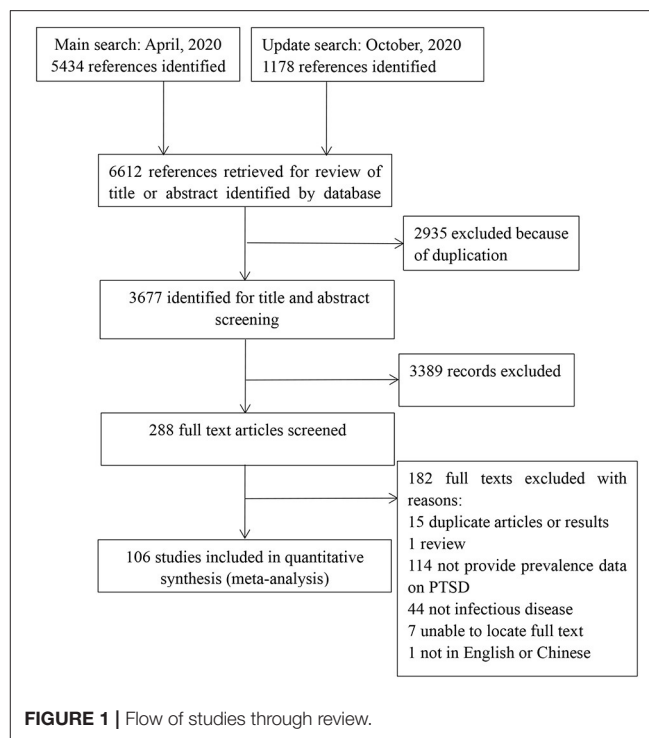 Main search: April, 2020
5434 references identified
Update search: October, 2020
1178 references identified
6612 references retrieved for review of
title or abstract identified by database
2935 excluded because
of duplication
3677 identified for title and abstract
screening
3389 records excluded
288 full text articles screened
182 full texts excluded with
reasons:
15 duplicate articles or results
1 review
114 not provide prevalence data
on PTSD
44 not infectious disease
7 unable to locate full text
1 not in English or Chinese
106 studies included in quantitative
synthesis (meta-analysis)
FIGURE 1 | Flow of studies through review.